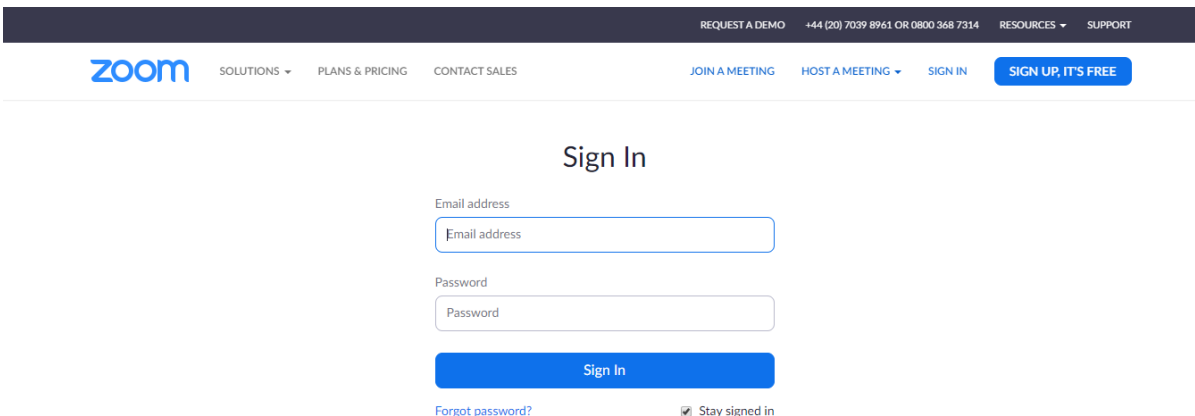 REQUEST A DEMO +44 (20) 7039 8961 OR 0800 368 7314 RESOURCES SUPPORT
zoom SOLUTIONS PLANS & PRICING CONTACT SALES JOIN A MEETING HOST A MEETING SIGN IN SIGN UP, IT'S FREE
Sign In
Email address
Email address
Password
Password
Sign In
Forgot password? Stay signed in